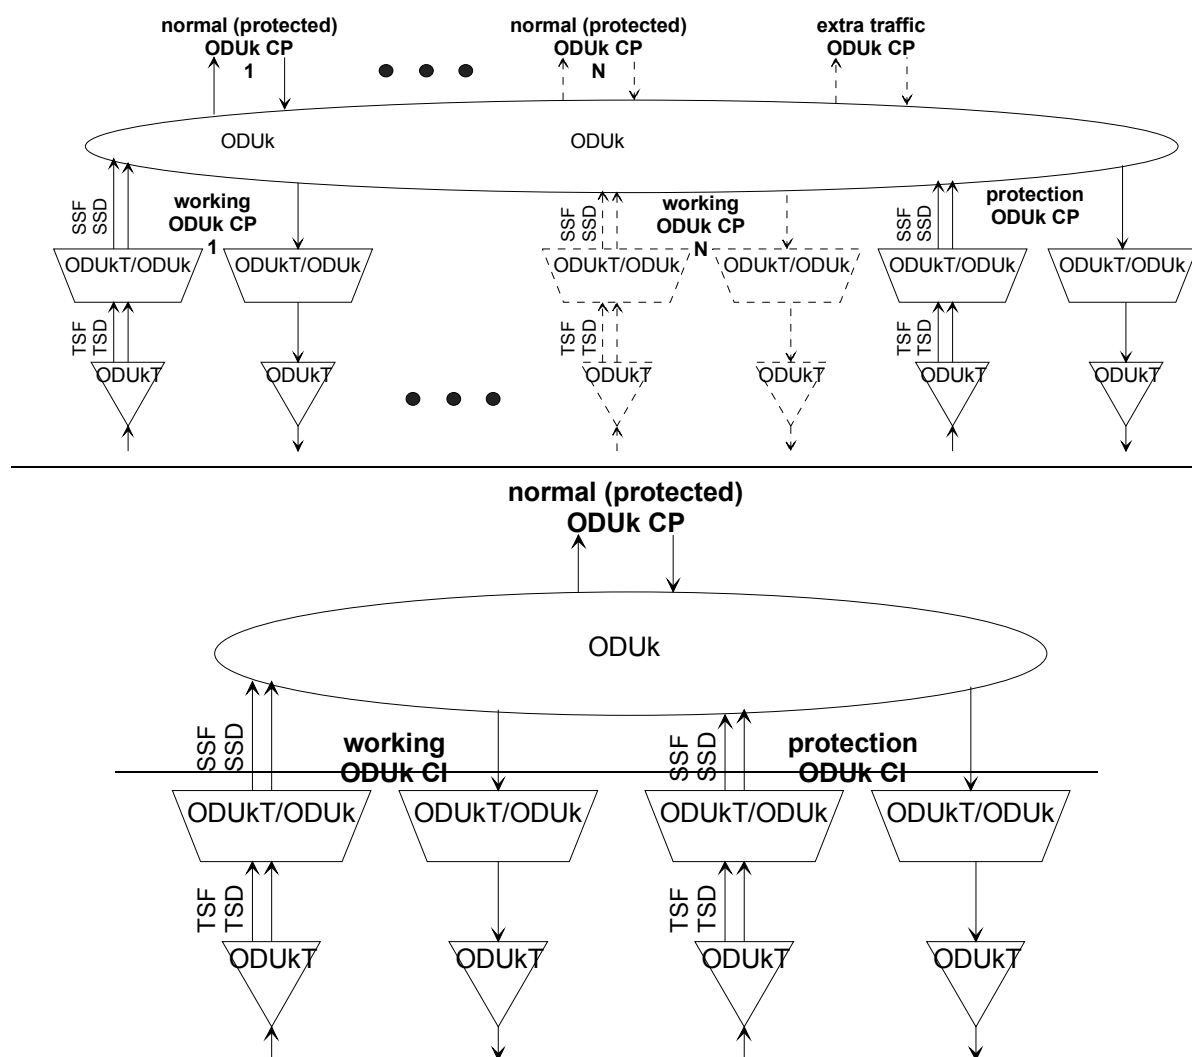 normal (protected)
ODUk CP
1
normal (protected)
ODUk CP
N
extra traffic
ODUk CP
ODUk
ODUk
SSF
SSD
working
ODUk CP
1
SSF
SSD
working
ODUk CP
N
SSF
SSD
protection
ODUk CP
ODUkT/ODUk
ODUkT/ODUk
ODUkT/ODUk
ODUkT/ODUk
ODUkT/ODUk
ODUkT/ODUk
TSF
TSD
TSF
TSD
TSF
TSD
ODUkT
ODUkT
ODUkT
ODUkT
ODUkT
ODUkT
normal (protected)
ODUk CP
ODUk
SSF
SSD
working
ODUk CI
SSF
SSD
protection
ODUk CI
ODUkT/ODUk
ODUkT/ODUk
ODUkT/ODUk
ODUkT/ODUk
TSF
TSD
TSF
TSD
ODUkT
ODUkT
ODUkT
ODUkT